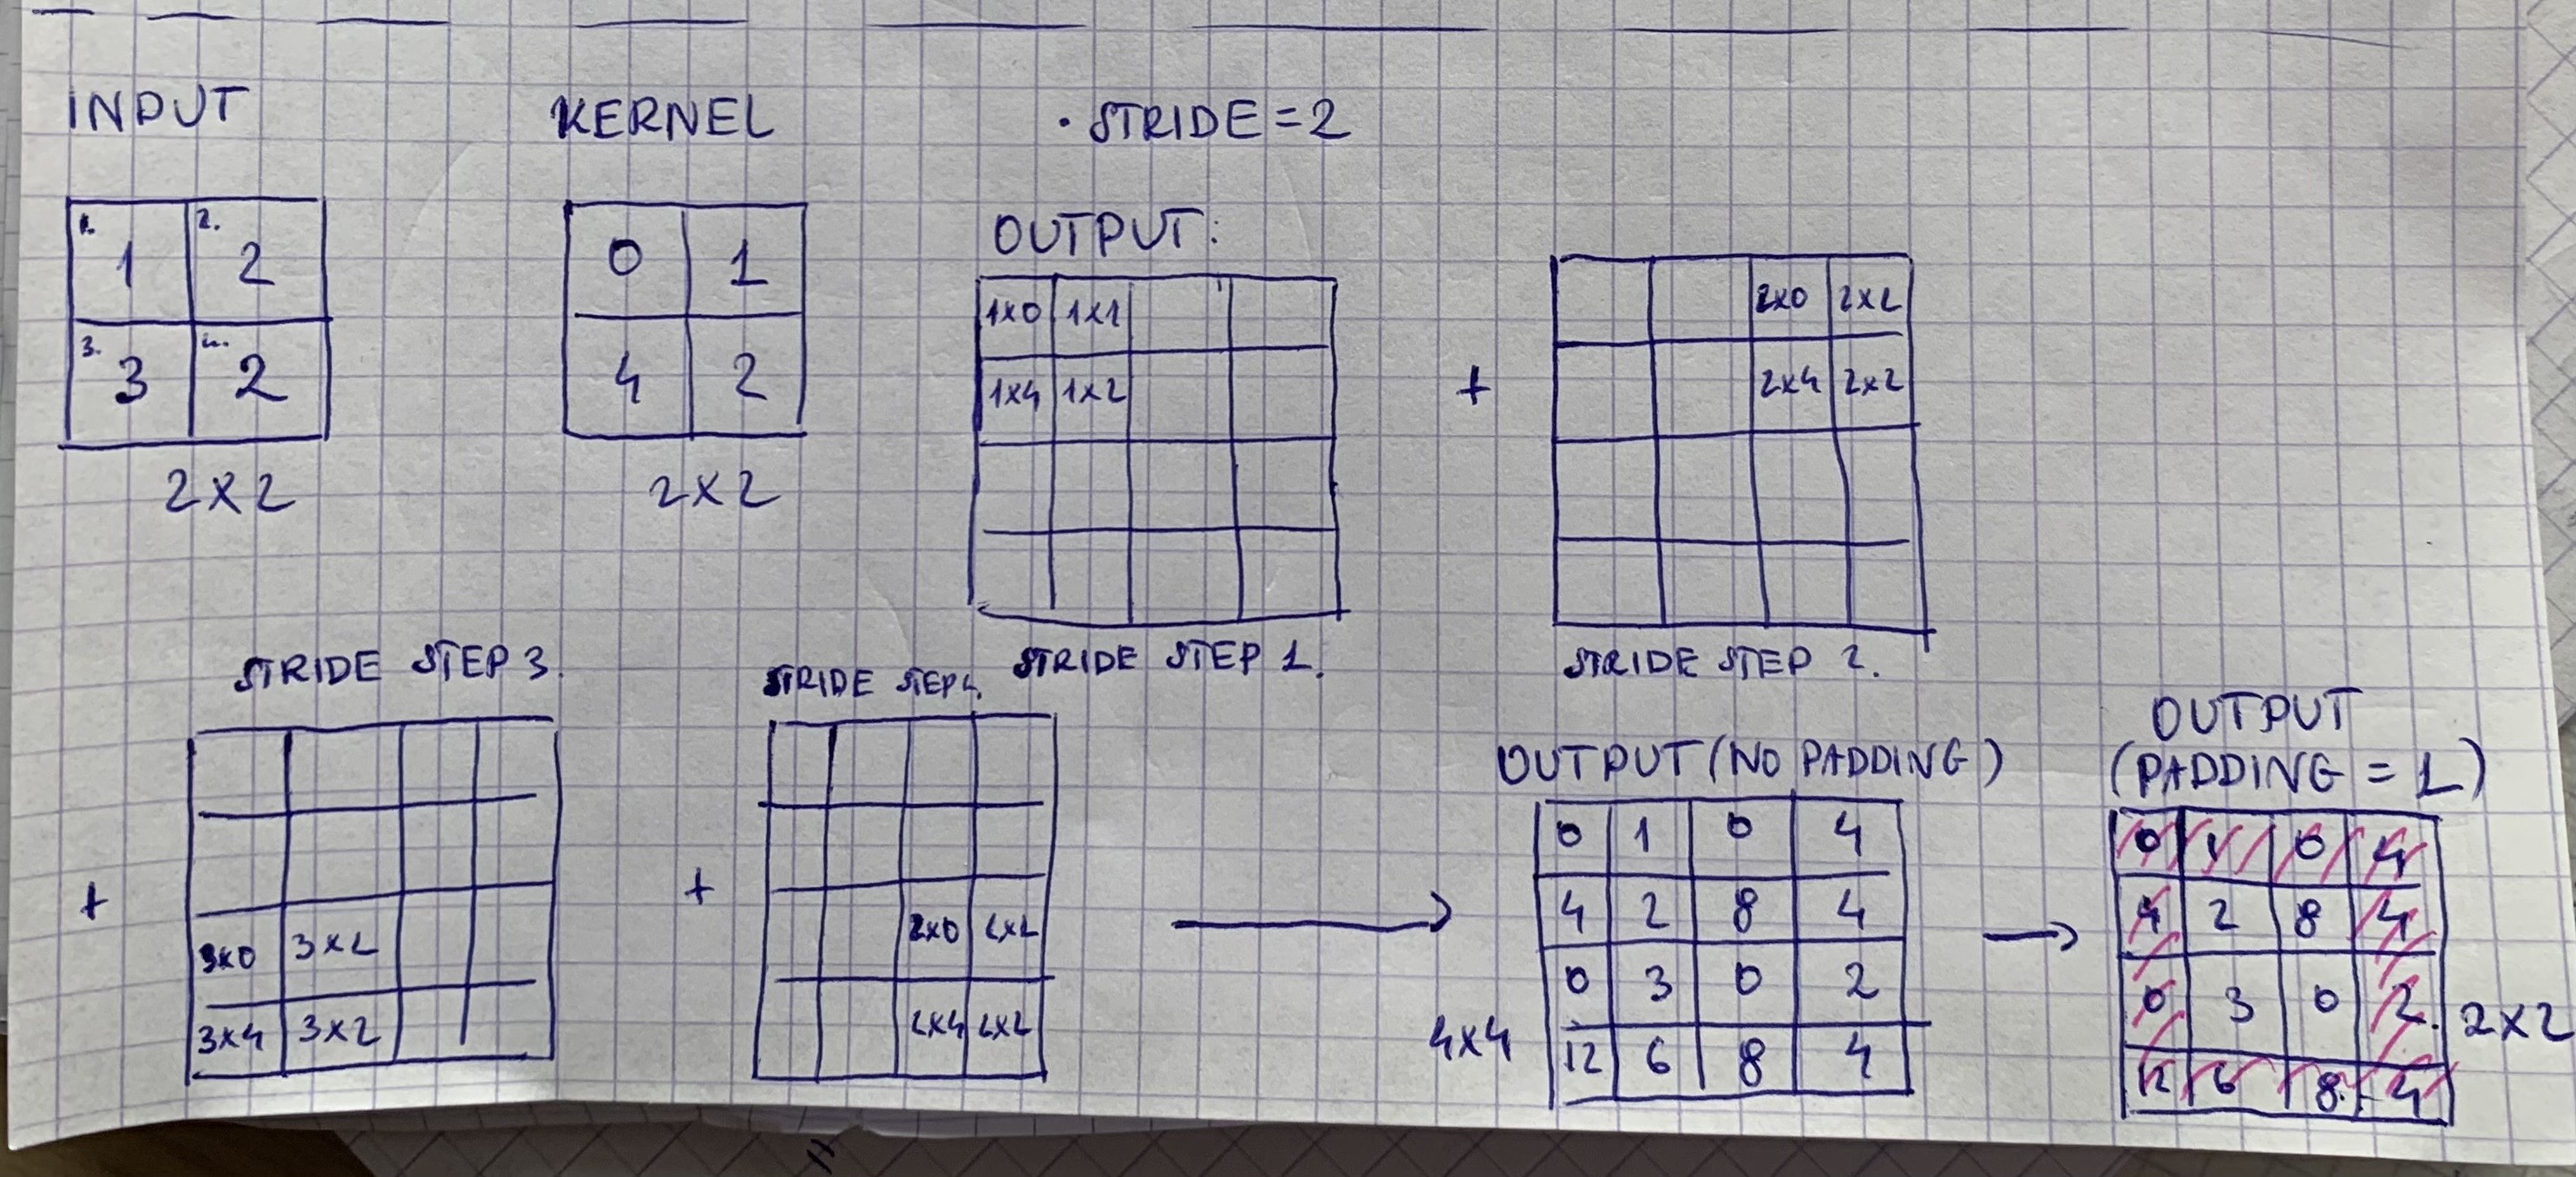 INPUT
KERNEL
• STRIDE = 2
1. 1 2. 2
3. 3 4. 2
2 x 2
0 1
4 2
2 x 2
OUTPUT:
1x0 1x1
1x4 1x2
STRIDE STEP 1.
+
2x0 2x1
2x4 2x2
STRIDE STEP 2.
STRIDE STEP 3.
+
3x0 3x1
3x4 3x2
STRIDE STEP 4.
+
2x0 2x1
2x4 2x2
OUTPUT (NO PADDING)
0 1 0 4
4 2 8 4
0 3 0 2
12 6 8 4
4x4
OUTPUT
(PADDING = 1)
0 1 0 4
4 2 8 4
0 3 0 2
12 6 8 4
2x2